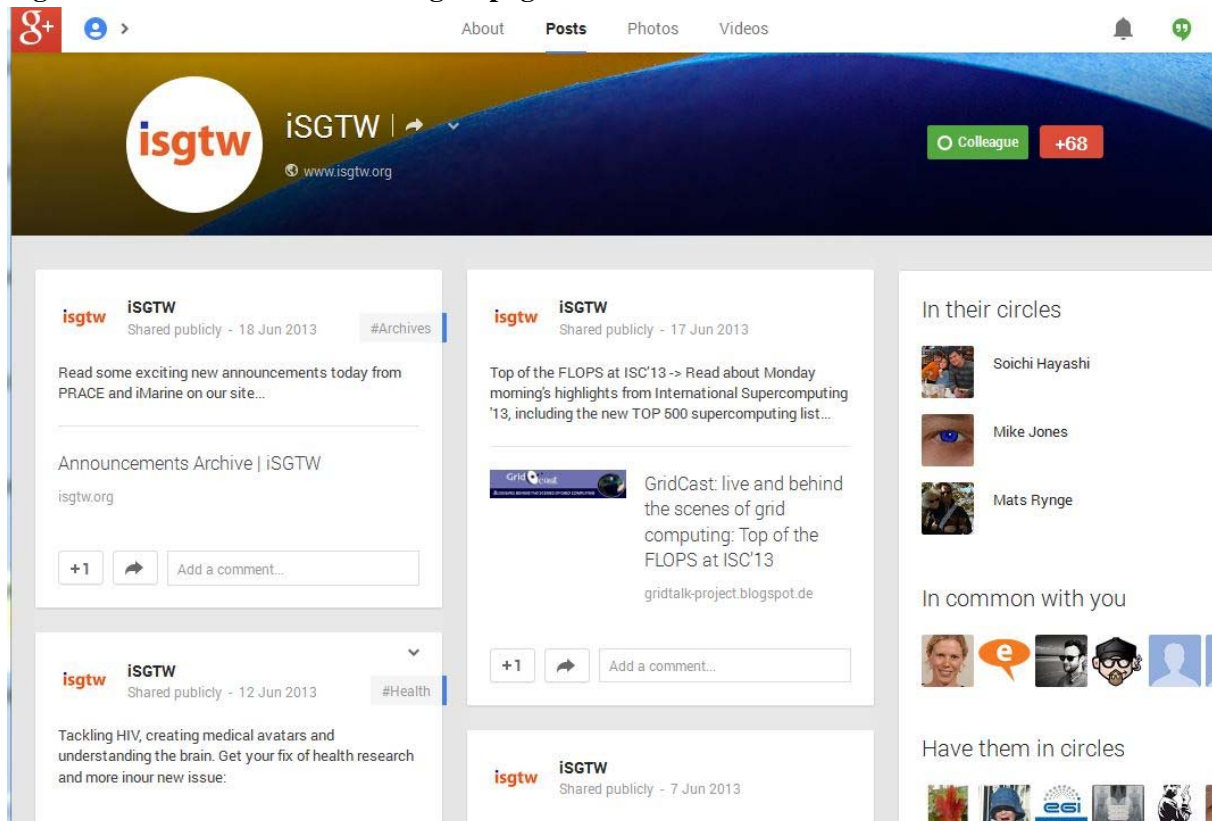 g+
About Posts Photos Videos
isgtw
iSGTW
www.isgtw.org
Colleague
+68
isgtw
iSGTW
Shared publicly - 18 Jun 2013
#Archives
Read some exciting new announcements today from
PRACE and iMarine on our site...
Announcements Archive | iSGTW
isgtw.org
+1
Add a comment...
isgtw
iSGTW
Shared publicly - 12 Jun 2013
#Health
Tackling HIV, creating medical avatars and
understanding the brain. Get your fix of health research
and more inour new issue:
isgtw
iSGTW
Shared publicly - 17 Jun 2013
Top of the FLOPS at ISC'13 -> Read about Monday
morning's highlights from International Supercomputing
'13, including the new TOP 500 supercomputing list...
GridCast
GridCast: live and behind
the scenes of grid
computing: Top of the
FLOPS at ISC'13
gridtalk-project.blogspot.de
+1
Add a comment...
isgtw
iSGTW
Shared publicly - 7 Jun 2013
In their circles
Soichi Hayashi
Mike Jones
Mats Rynge
In common with you
e
Have them in circles
egi